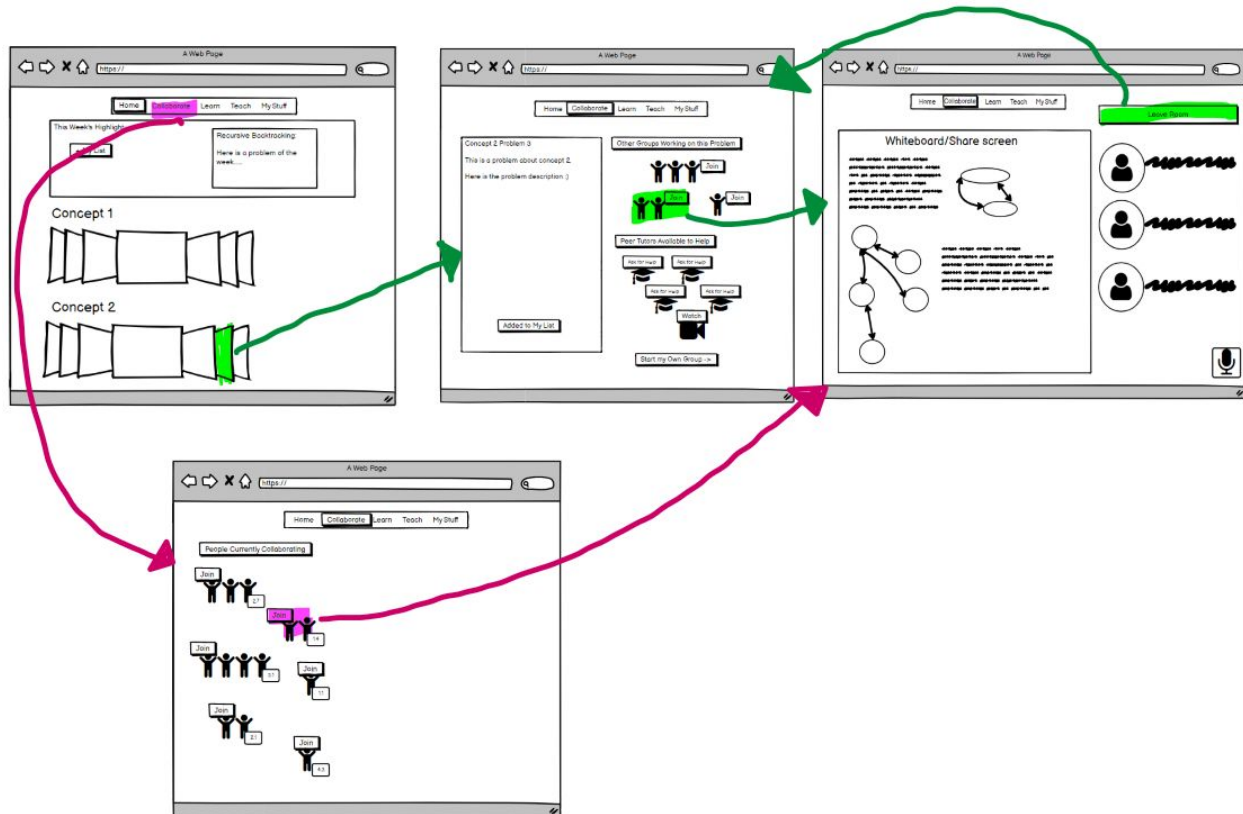 A Web Page
https://
Home Collaborate Learn Teach My Stuff
This Week's Highlight
My List
Recursive Backtracking:
Here is a problem of the
week....
Concept 1
Concept 2
A Web Page
https://
Home Collaborate Learn Teach My Stuff
Concept 2 Problem 3
This is a problem about concept 2.
Here is the problem description :)
Added to My List
Other Groups Working on this Problem
Join
Join
Join
Peer Tutors Available to Help
Ask for Help
Ask for Help
Ask for Help
Ask for Help
Watch
Start my Own Group ->
A Web Page
https://
Home Collaborate Learn Teach My Stuff
Leave Room
Whiteboard/Share screen
A Web Page
https://
Home Collaborate Learn Teach My Stuff
People Currently Collaborating
Join
2.7
Join
Join
Join
Join
Join